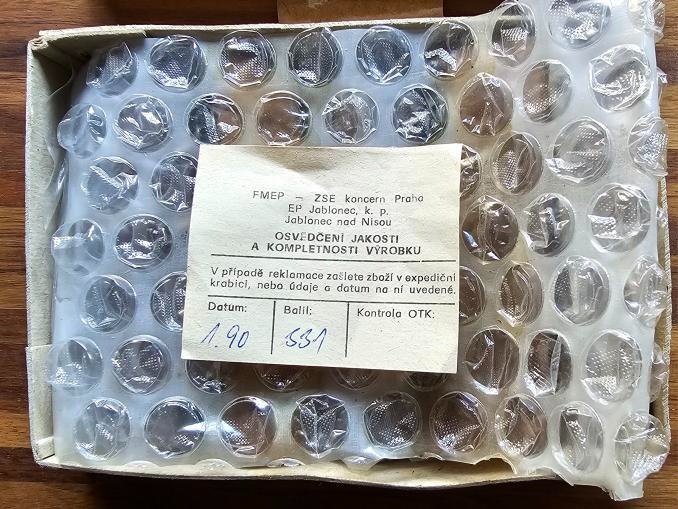 FMEP - ZSE koncern Praha
EP Jablonec, k. p.
Jablonec nad Nisou
OSVĚDČENÍ JAKOSTI
A KOMPLETNOSTI VÝROBKU
V případě reklamace zašlete zboží v expediční
krabici, nebo údaje a datum na ní uvedené.
Datum: Balil: Kontrola OTK:
1.90 531